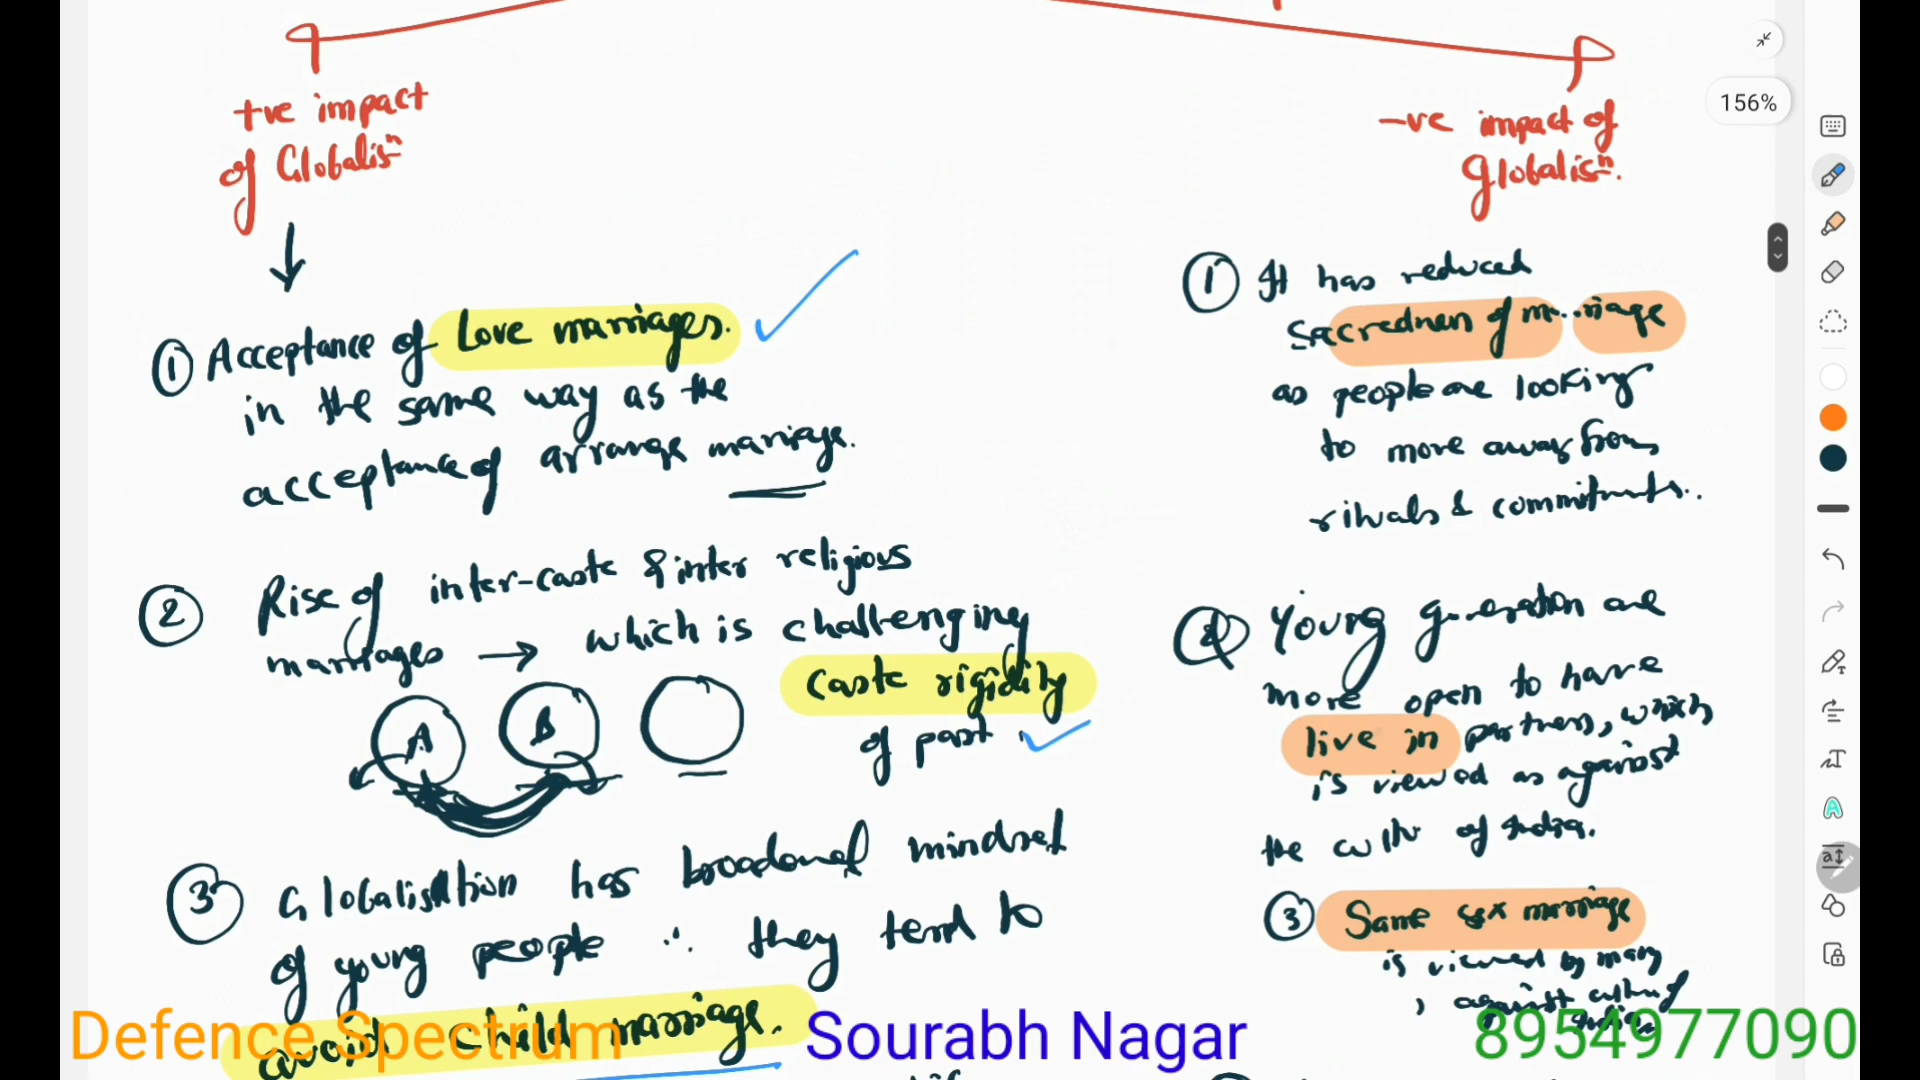 +ve impact
of Globalisn
① Acceptance of Love marriages.
in the same way as the
acceptance of arrange marriage.
② Rise of inter-caste & inter religious
marriages → which is challenging
caste rigidity
of past
A B
③ Globalisation has broadened mindset
of young people ∴ they tend to
avoid child marriage.
-ve impact of
globalisn.
① It has reduced
Sacredness of marriage
as people are looking
to move away from
rituals & commitments..
② Young generation are
more open to have
live in partners, which
is viewed as against
the culture of India.
③ Same sex marriage
is viewed by many
against culture of
156%
Defence Spectrum Sourabh Nagar 8954977090